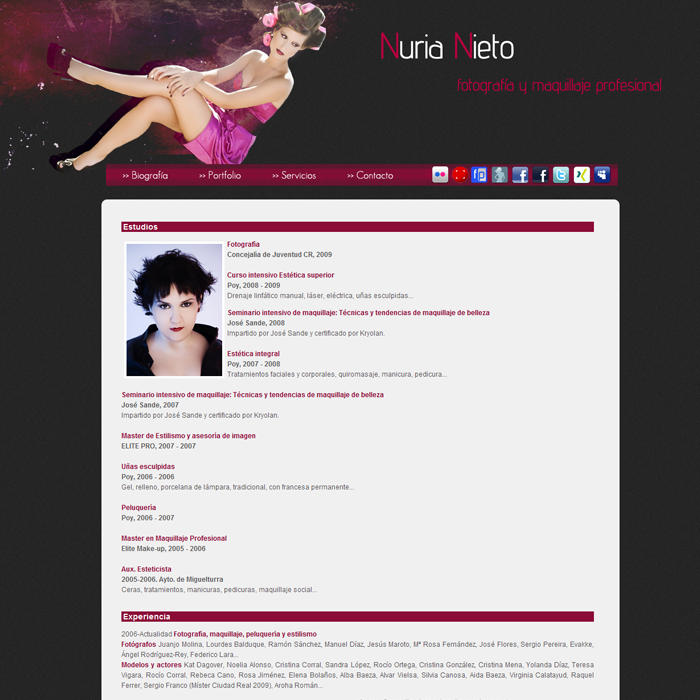 Nuria Nieto
fotografía y maquillaje profesional
>> Biografía >> Portfolio >> Servicios >> Contacto
Estudios
Fotografía
Concejalia de Juventud CR, 2009
Curso intensivo Estética superior
Poy, 2008 - 2009
Drenaje linfático manual, láser, eléctrica, uñas esculpidas...
Seminario intensivo de maquillaje: Técnicas y tendencias de maquillaje de belleza
José Sande, 2008
Impartido por José Sande y certificado por Kryolan.
Estética integral
Poy, 2007 - 2008
Tratamientos faciales y corporales, quiromasaje, manicura, pedicura...
Seminario intensivo de maquillaje: Técnicas y tendencias de maquillaje de belleza
José Sande, 2007
Impartido por José Sande y certificado por Kryolan.
Master de Estilismo y asesoría de imagen
ELITE PRO, 2007 - 2007
Uñas esculpidas
Poy, 2006 - 2006
Gel, relleno, porcelana de lámpara, tradicional, con francesa permanente...
Peluquería
Poy, 2006 - 2007
Master en Maquillaje Profesional
Elite Make-up, 2005 - 2006
Aux. Esteticista
2005-2006. Ayto. de Miguelturra
Ceras, tratamientos, manicuras, pedicuras, maquillaje social...
Experiencia
2006-Actualidad Fotografía, maquillaje, peluquería y estilismo
Fotógrafos Juanjo Molina, Lourdes Balduque, Ramón Sánchez, Manuel Díaz, Jesús Maroto, Mª Rosa Fernández, José Flores, Sergio Pereira, Evakke,
Ángel Rodríguez-Rey, Federico Lara...
Modelos y actores Kat Dagover, Noelia Alonso, Cristina Corral, Sandra López, Rocío Ortega, Cristina González, Cristina Mena, Yolanda Díaz, Teresa
Vigara, Rocío Corral, Rebeca Cano, Rosa Jiménez, Elena Bolaños, Alba Baeza, Alvar Vielsa, Silvia Canosa, Aida Baeza, Virginia Calatayud, Raquel
Ferrer, Sergio Franco (Míster Ciudad Real 2009), Aroha Román...